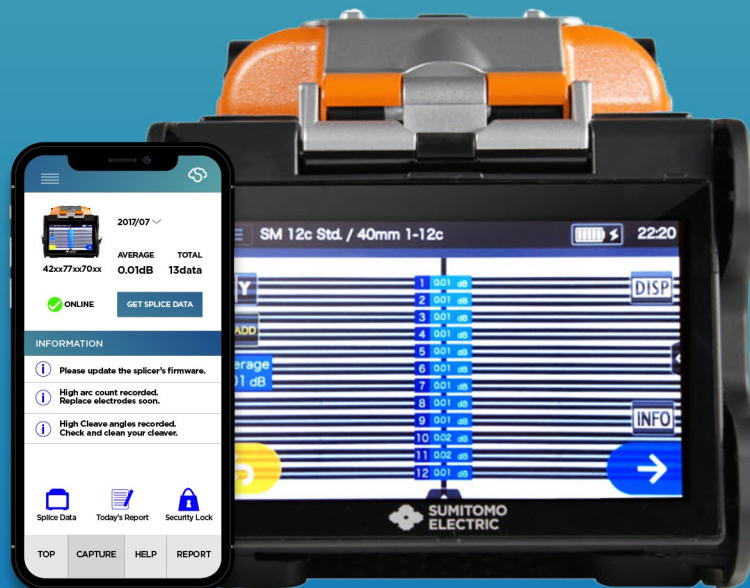 2017/07
AVERAGE TOTAL
42xx77xx70xx 0.01dB 13data
ONLINE GET SPLICE DATA
INFORMATION
Please update the splicer's firmware.
High arc count recorded.
Replace electrodes soon.
High Cleave angles recorded.
Check and clean your cleaver.
Splice Data Today's Report Security Lock
TOP CAPTURE HELP REPORT
SM 12c Std. / 40mm 1-12c 22:20
Y DISP
ADD
1 0.01 dB
2 0.01 dB
3 0.01 dB
4 0.01 dB
5 0.01 dB
6 0.01 dB
7 0.01 dB
8 0.01 dB
9 0.01 dB
10 0.02 dB
11 0.02 dB
12 0.01 dB
erage
01 dB
INFO
SUMITOMO
ELECTRIC